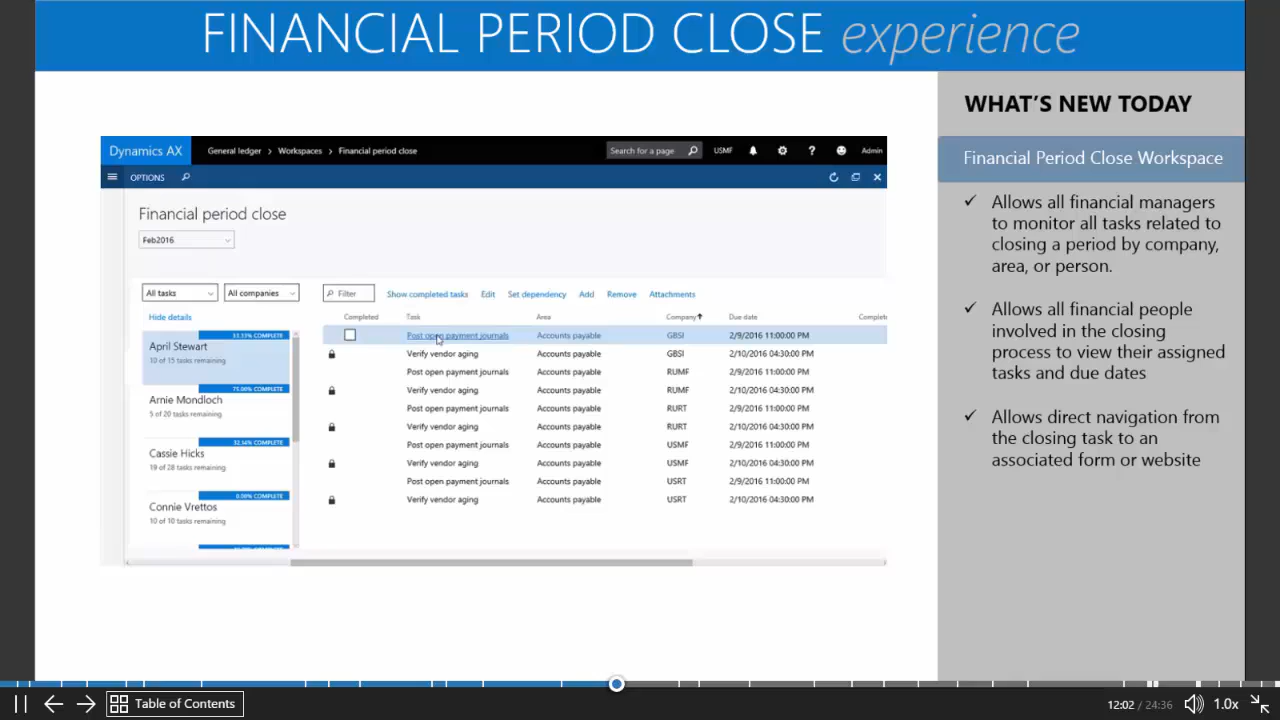 FINANCIAL PERIOD CLOSE experience
WHAT'S NEW TODAY
Financial Period Close Workspace
✓ Allows all financial managers
to monitor all tasks related to
closing a period by company,
area, or person.
✓ Allows all financial people
involved in the closing
process to view their assigned
tasks and due dates
✓ Allows direct navigation from
the closing task to an
associated form or website
Dynamics AX General ledger > Workspaces > Financial period close Search for a page USMF ? Admin
OPTIONS
Financial period close
Feb2016
All tasks All companies Filter Show completed tasks Edit Set dependency Add Remove Attachments
Hide details
Completed Task Area Company Due date Complete
33.33% COMPLETE
April Stewart
10 of 15 tasks remaining
75.00% COMPLETE
Arnie Mondloch
5 of 20 tasks remaining
32.14% COMPLETE
Cassie Hicks
19 of 28 tasks remaining
0.00% COMPLETE
Connie Vrettos
10 of 10 tasks remaining
Post open payment journals Accounts payable GBSI 2/9/2016 11:00:00 PM
Verify vendor aging Accounts payable GBSI 2/10/2016 04:30:00 PM
Post open payment journals Accounts payable RUMF 2/9/2016 11:00:00 PM
Verify vendor aging Accounts payable RUMF 2/10/2016 04:30:00 PM
Post open payment journals Accounts payable RURT 2/9/2016 11:00:00 PM
Verify vendor aging Accounts payable RURT 2/10/2016 04:30:00 PM
Post open payment journals Accounts payable USMF 2/9/2016 11:00:00 PM
Verify vendor aging Accounts payable USMF 2/10/2016 04:30:00 PM
Post open payment journals Accounts payable USRT 2/9/2016 11:00:00 PM
Verify vendor aging Accounts payable USRT 2/10/2016 04:30:00 PM
Table of Contents 12:02 / 24:36 1.0x